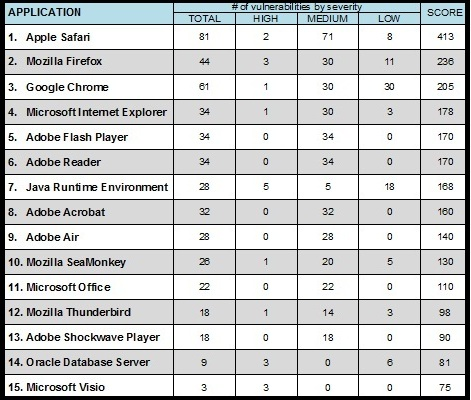 APPLICATION # of vulnerabilities by severity SCORE
TOTAL HIGH MEDIUM LOW
1. Apple Safari 81 2 71 8 413
2. Mozilla Firefox 44 3 30 11 236
3. Google Chrome 61 1 30 30 205
4. Microsoft Internet Explorer 34 1 30 3 178
5. Adobe Flash Player 34 0 34 0 170
6. Adobe Reader 34 0 34 0 170
7. Java Runtime Environment 28 5 5 18 168
8. Adobe Acrobat 32 0 32 0 160
9. Adobe Air 28 0 28 0 140
10. Mozilla SeaMonkey 26 1 20 5 130
11. Microsoft Office 22 0 22 0 110
12. Mozilla Thunderbird 18 1 14 3 98
13. Adobe Shockwave Player 18 0 18 0 90
14. Oracle Database Server 9 3 0 6 81
15. Microsoft Visio 3 3 0 0 75